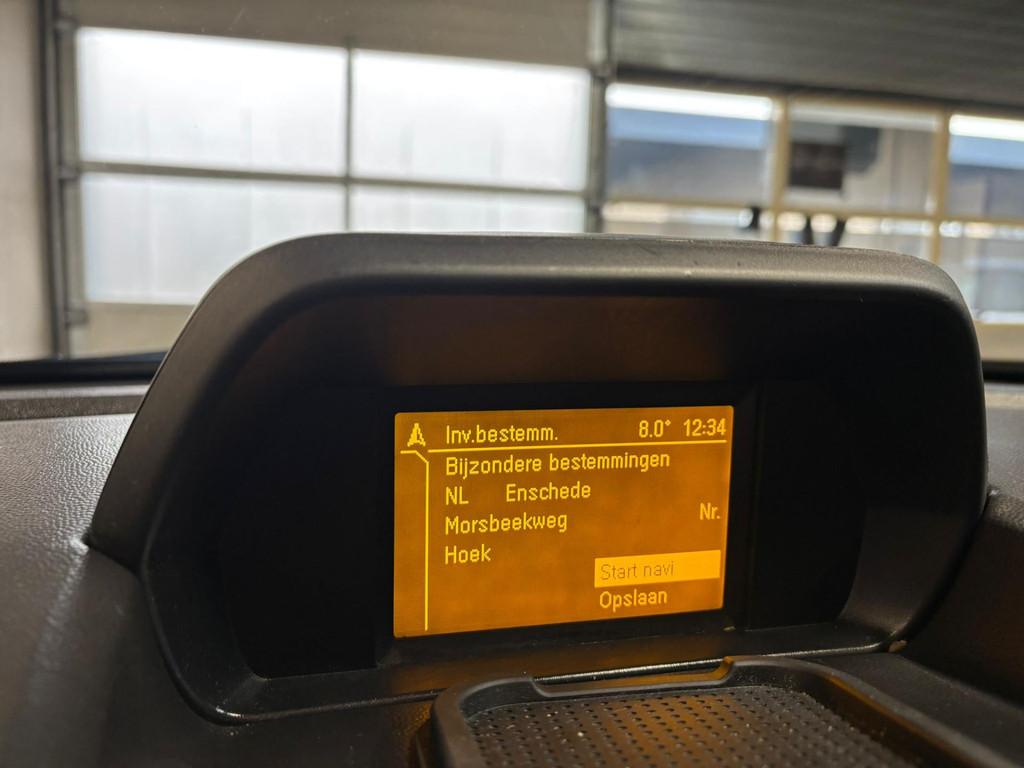 Inv.bestemm. 8.0° 12:34
Bijzondere bestemmingen
NL Enschede
Morsbeekweg Nr.
Hoek
Start navi
Opslaan